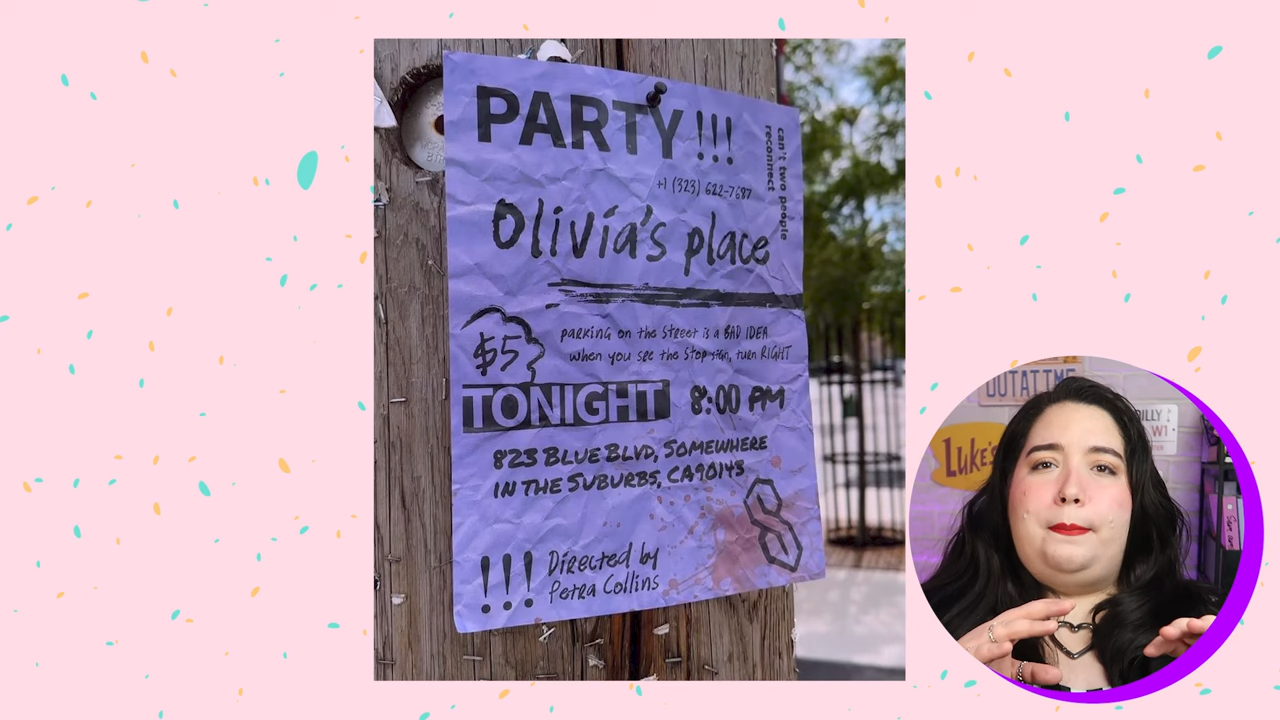 PARTY!!!
can't two people
reconnect
+1 (323) 622-7687
Olivia's place
$5
PARKING on the Street is a BAD IDEA
when you see the Stop sign, turn RIGHT
TONIGHT 8:00 PM
823 BLUE BLVD, SOMEWHERE
IN THE SUBURBS, CA 90143
!!! Directed by
Petra Collins
OUTATIME
Luke's
W1